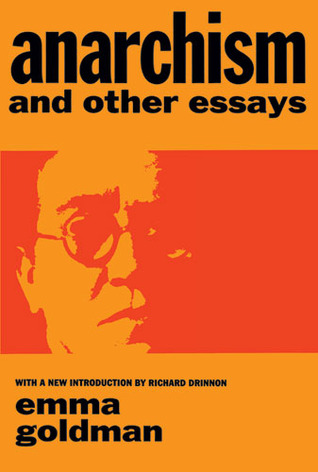 anarchism
and other essays
WITH A NEW INTRODUCTION BY RICHARD DRINNON
emma
goldman